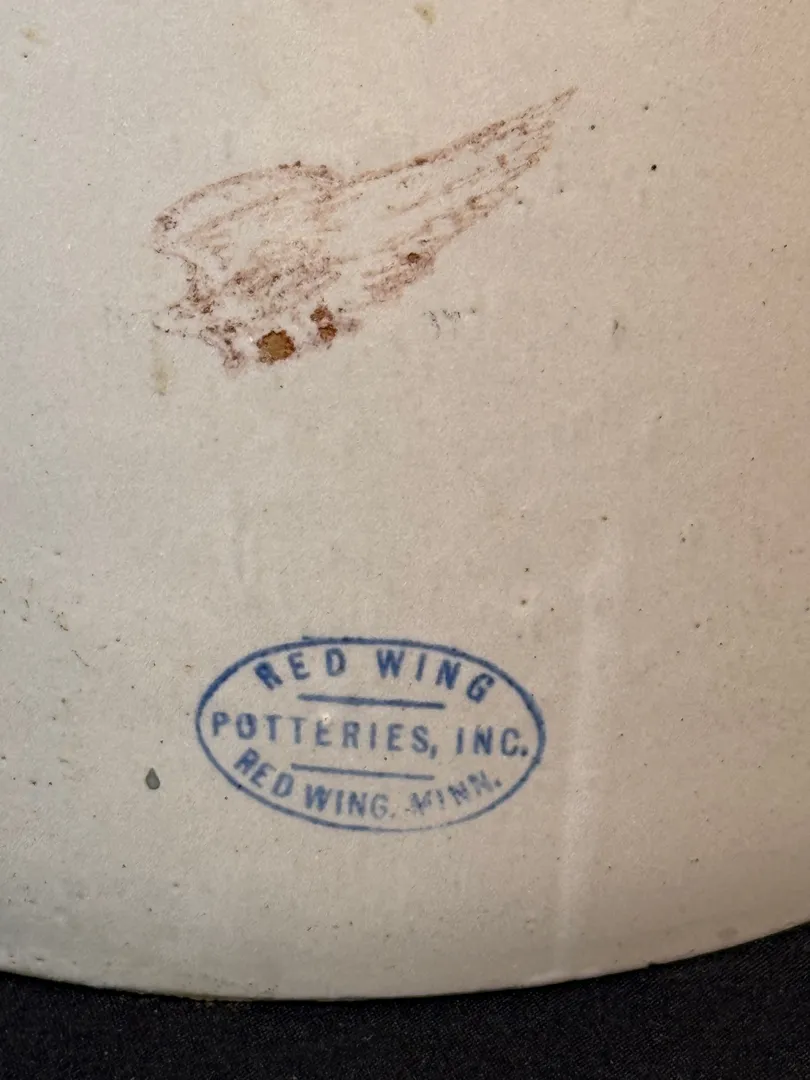 RED WING
POTTERIES, INC.
RED WING, MINN.